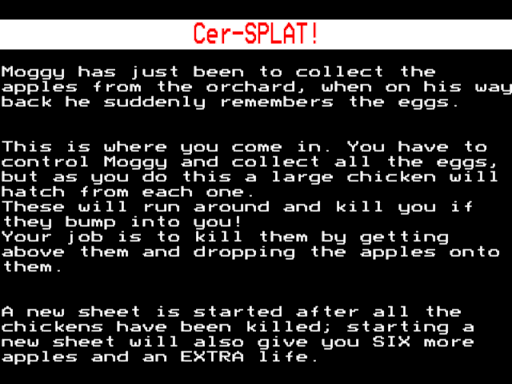 Cer-SPLAT!
Moggy has just been to collect the
apples from the orchard, when on his way
back he suddenly remembers the eggs.
This is where you come in. You have to
control Moggy and collect all the eggs,
but as you do this a large chicken will
hatch from each one.
These will run around and kill you if
they bump into you!
Your job is to kill them by getting
above them and dropping the apples onto
them.
A new sheet is started after all the
chickens have been killed; starting a
new sheet will also give you SIX more
apples and an EXTRA life.